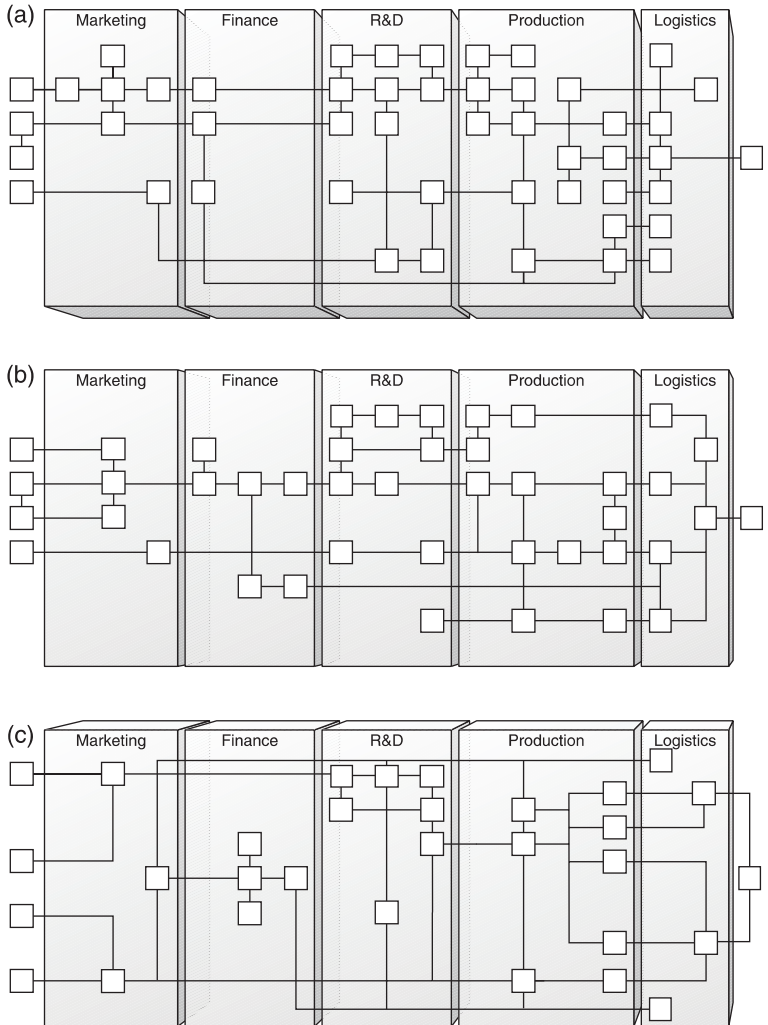 (a)
Marketing Finance R&D Production Logistics
(b)
Marketing Finance R&D Production Logistics
(c)
Marketing Finance R&D Production Logistics